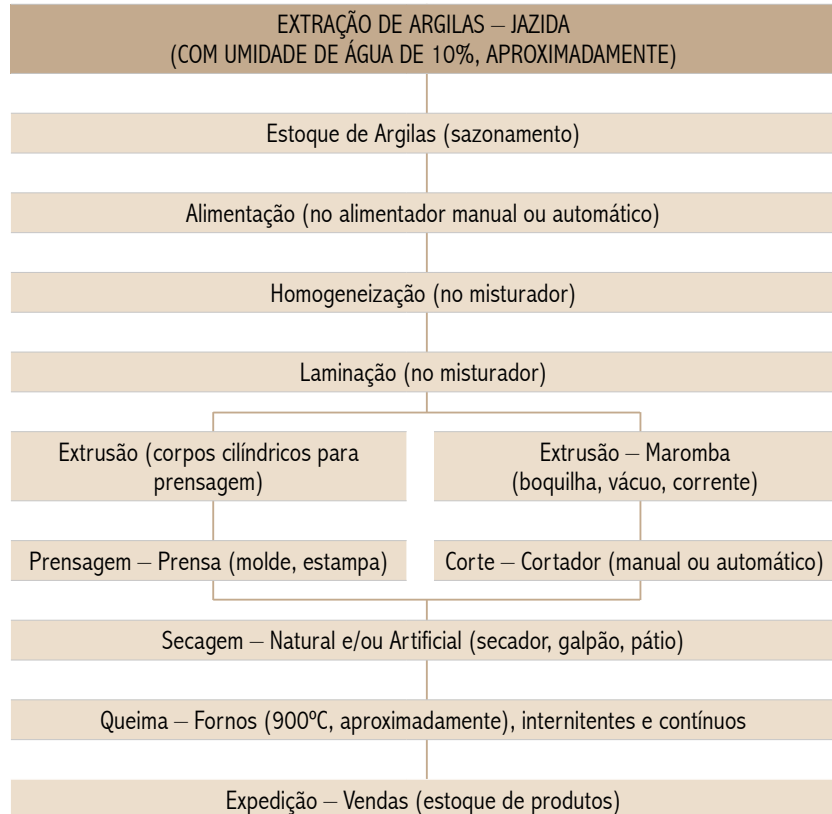 EXTRAÇÃO DE ARGILAS – JAZIDA
(COM UMIDADE DE ÁGUA DE 10%, APROXIMADAMENTE)
Estoque de Argilas (sazonamento)
Alimentação (no alimentador manual ou automático)
Homogeneização (no misturador)
Laminação (no misturador)
Extrusão (corpos cilíndricos para
prensagem)
Extrusão – Maromba
(boquilha, vácuo, corrente)
Prensagem – Prensa (molde, estampa)
Corte – Cortador (manual ou automático)
Secagem – Natural e/ou Artificial (secador, galpão, pátio)
Queima – Fornos (900ºC, aproximadamente), internitentes e contínuos
Expedição – Vendas (estoque de produtos)